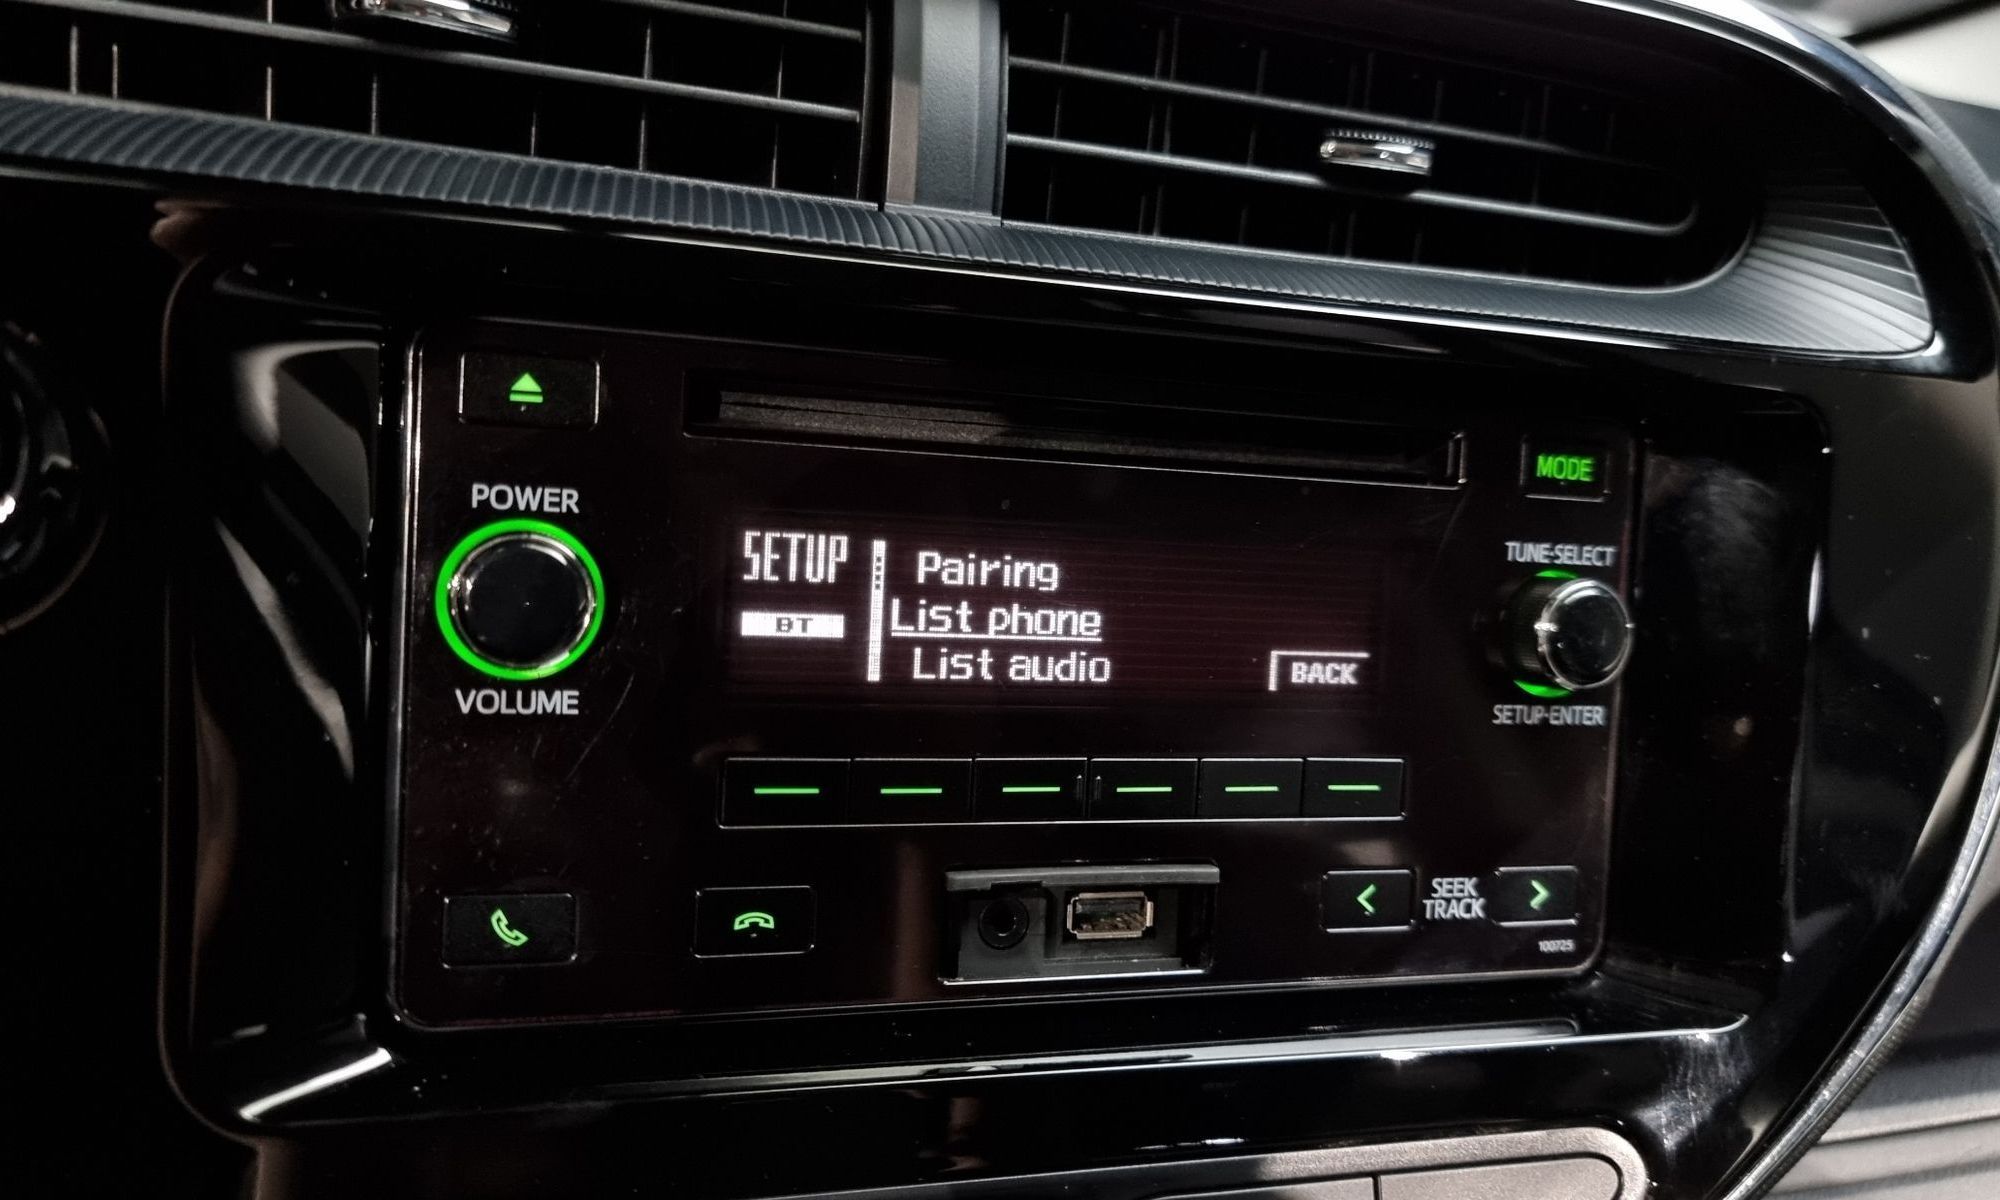 MODE
POWER
VOLUME
SETUP
BT
Pairing
List phone
List audio
BACK
TUNE·SELECT
SETUP·ENTER
SEEK
TRACK
100725